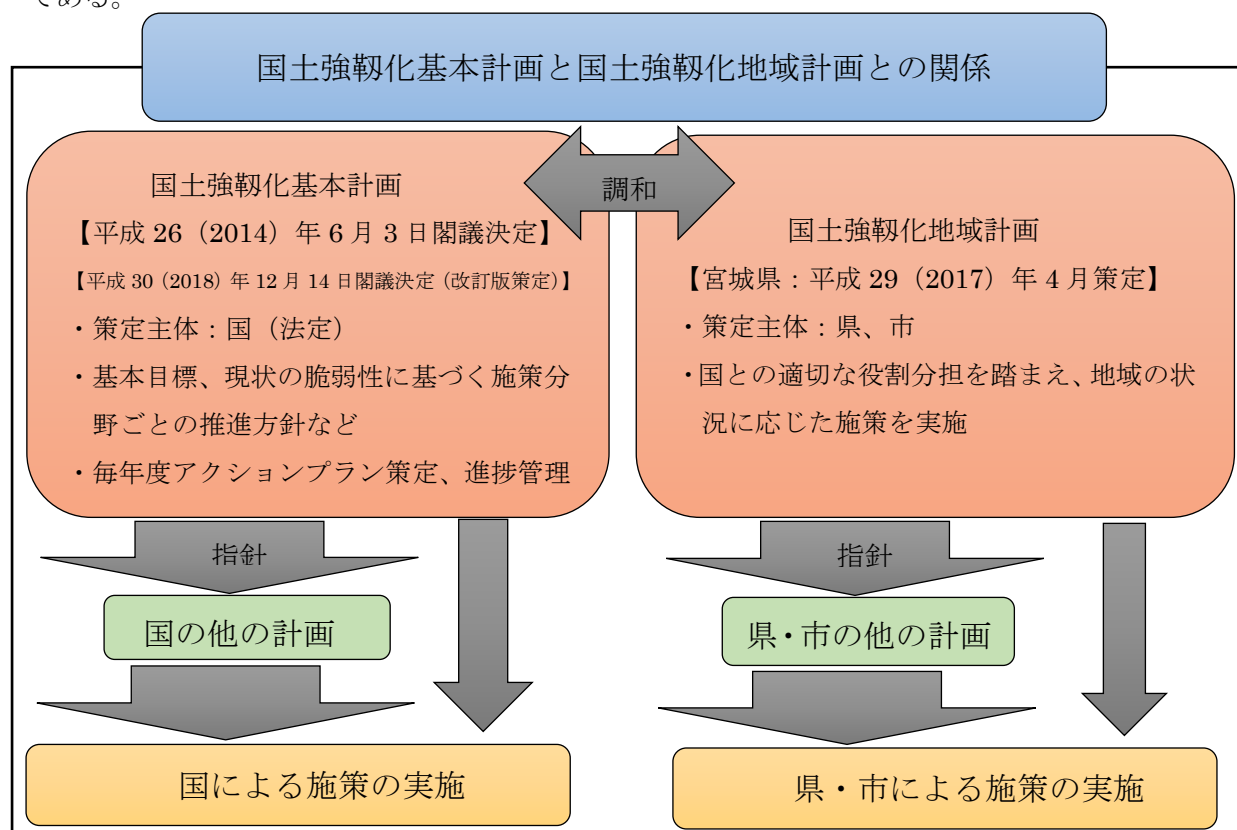 である。
国土強靱化基本計画と国土強靱化地域計画との関係
調和
国土強靱化基本計画
【平成 26（2014）年 6 月 3 日閣議決定】
【平成 30（2018）年 12 月 14 日閣議決定（改訂版策定）】
・策定主体：国（法定）
・基本目標、現状の脆弱性に基づく施策分
野ごとの推進方針など
・毎年度アクションプラン策定、進捗管理
国土強靱化地域計画
【宮城県：平成 29（2017）年 4 月策定】
・策定主体：県、市
・国との適切な役割分担を踏まえ、地域の状
況に応じた施策を実施
指針
国の他の計画
国による施策の実施
指針
県・市の他の計画
県・市による施策の実施